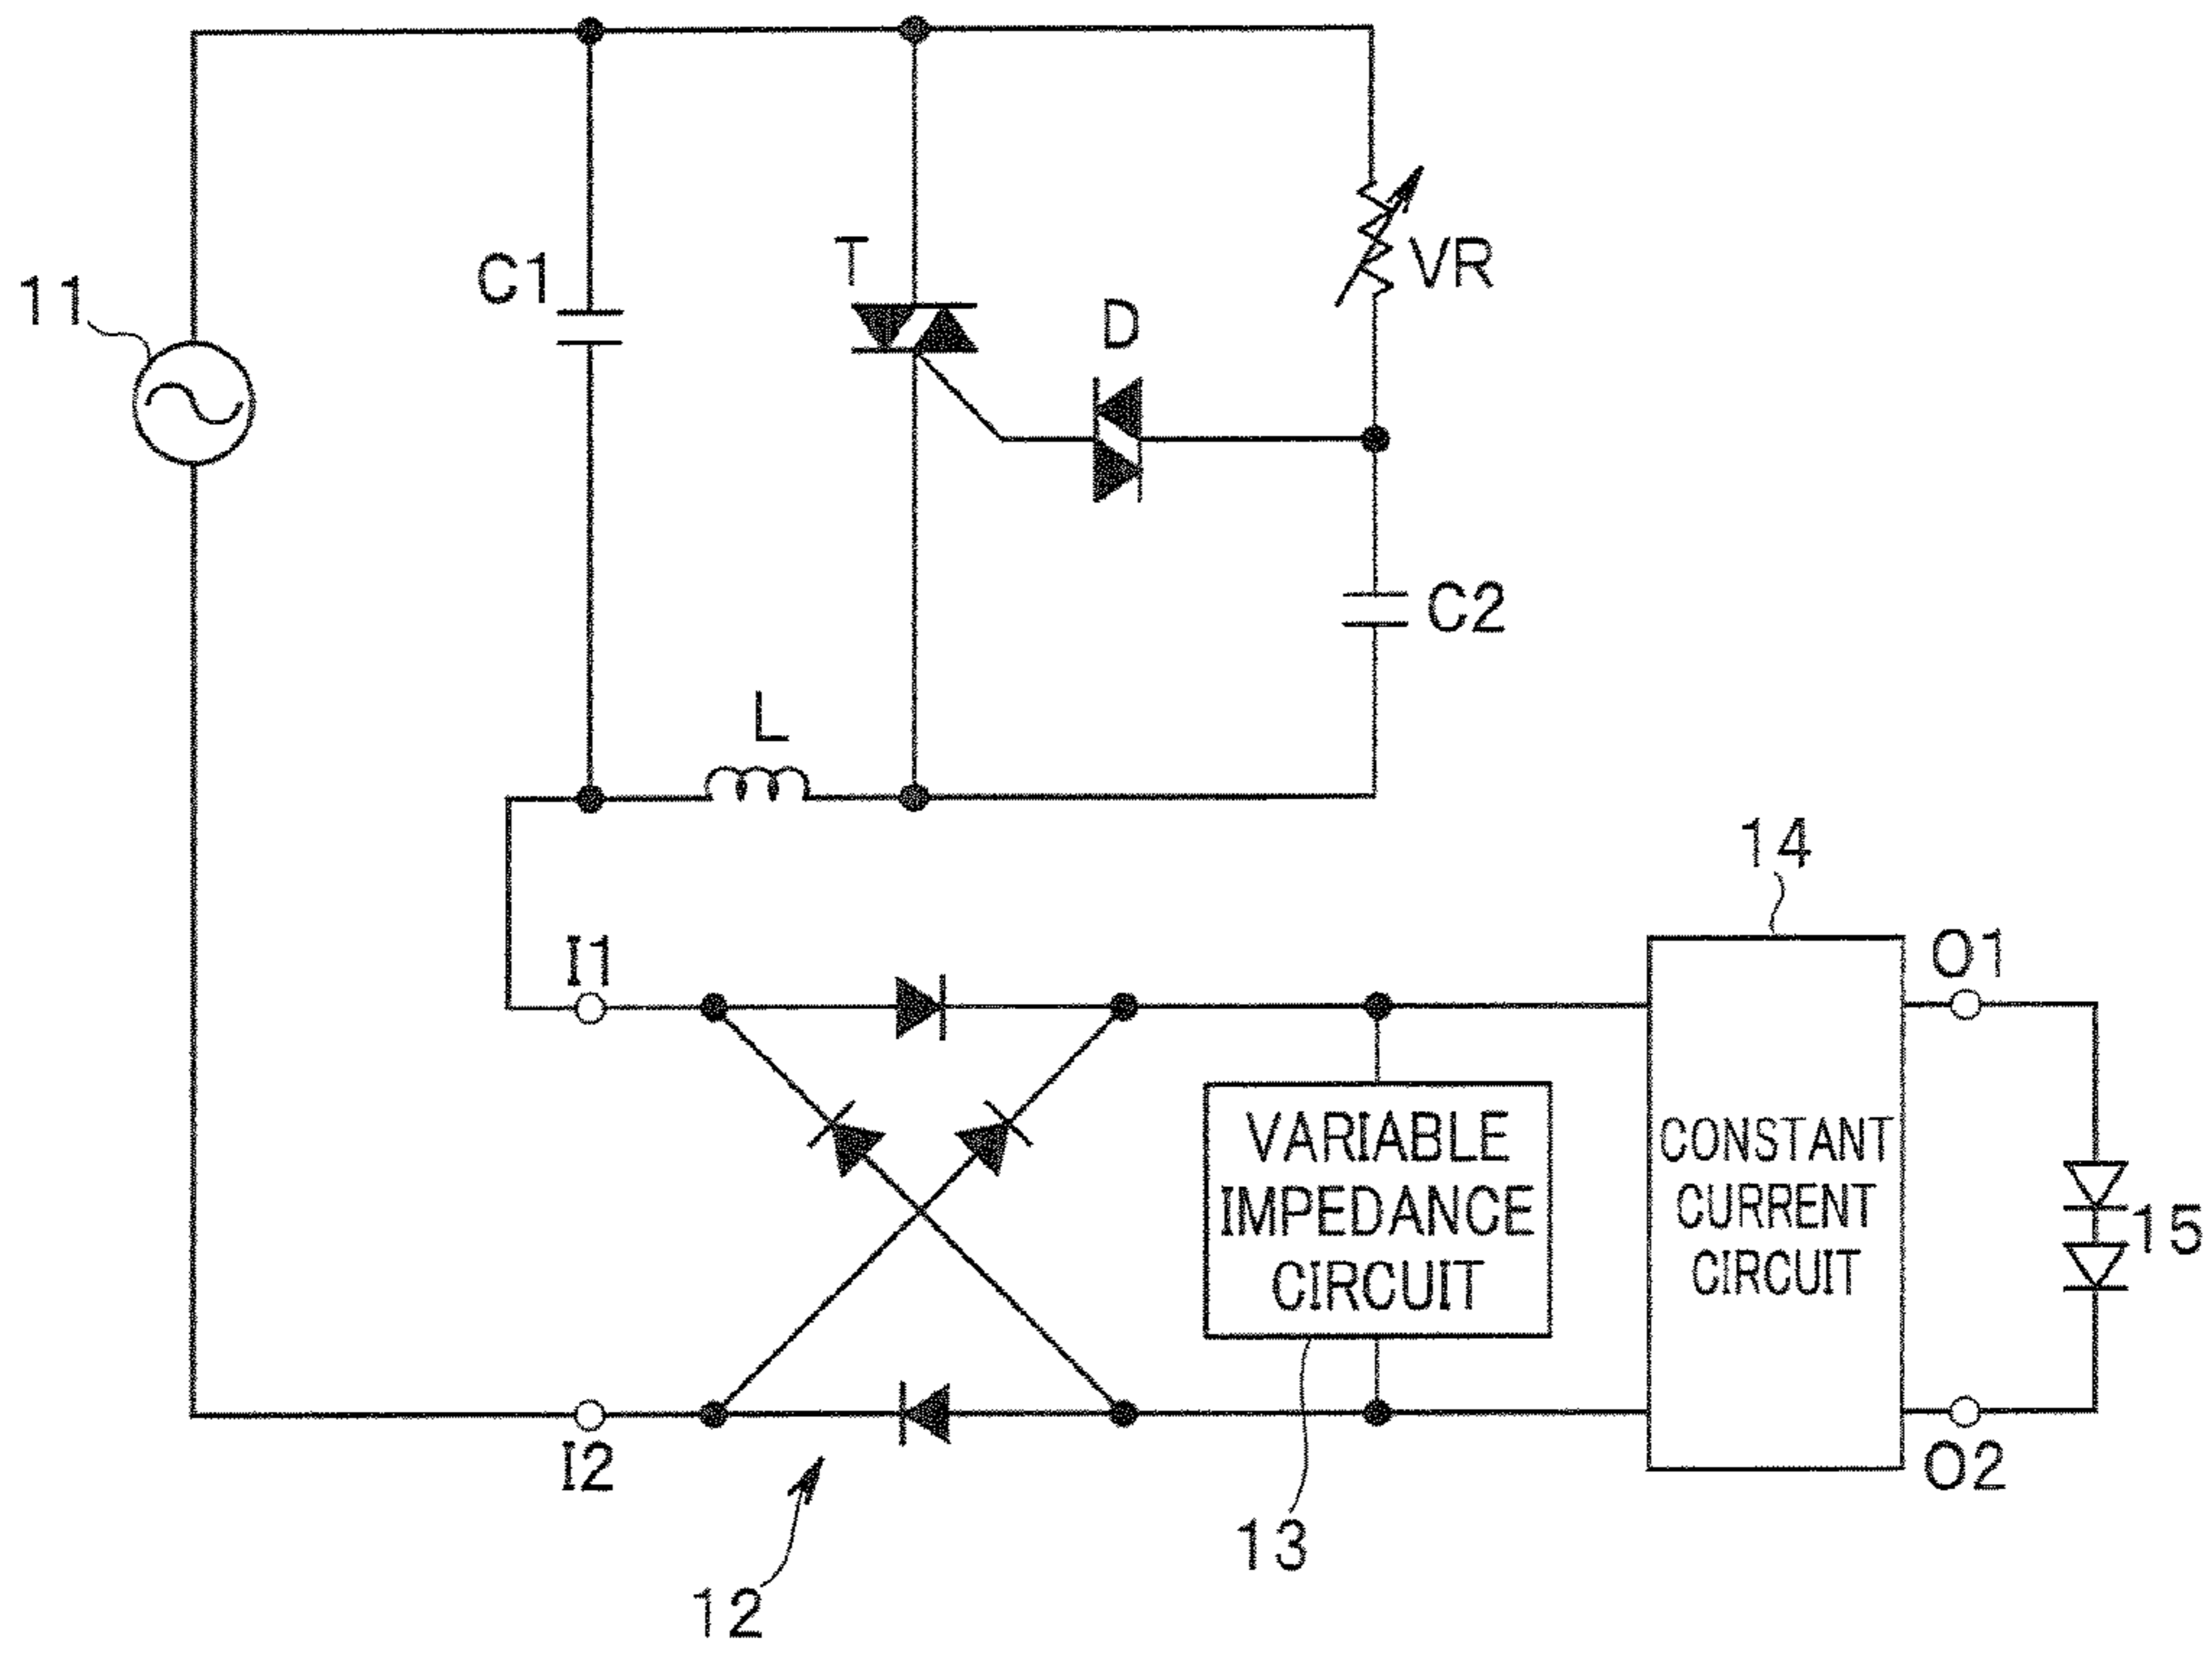 11
C1
T
D
VR
C2
L
14
I1
O1
VARIABLE
IMPEDANCE
CIRCUIT
CONSTANT
CURRENT
CIRCUIT
15
I2
O2
13
12